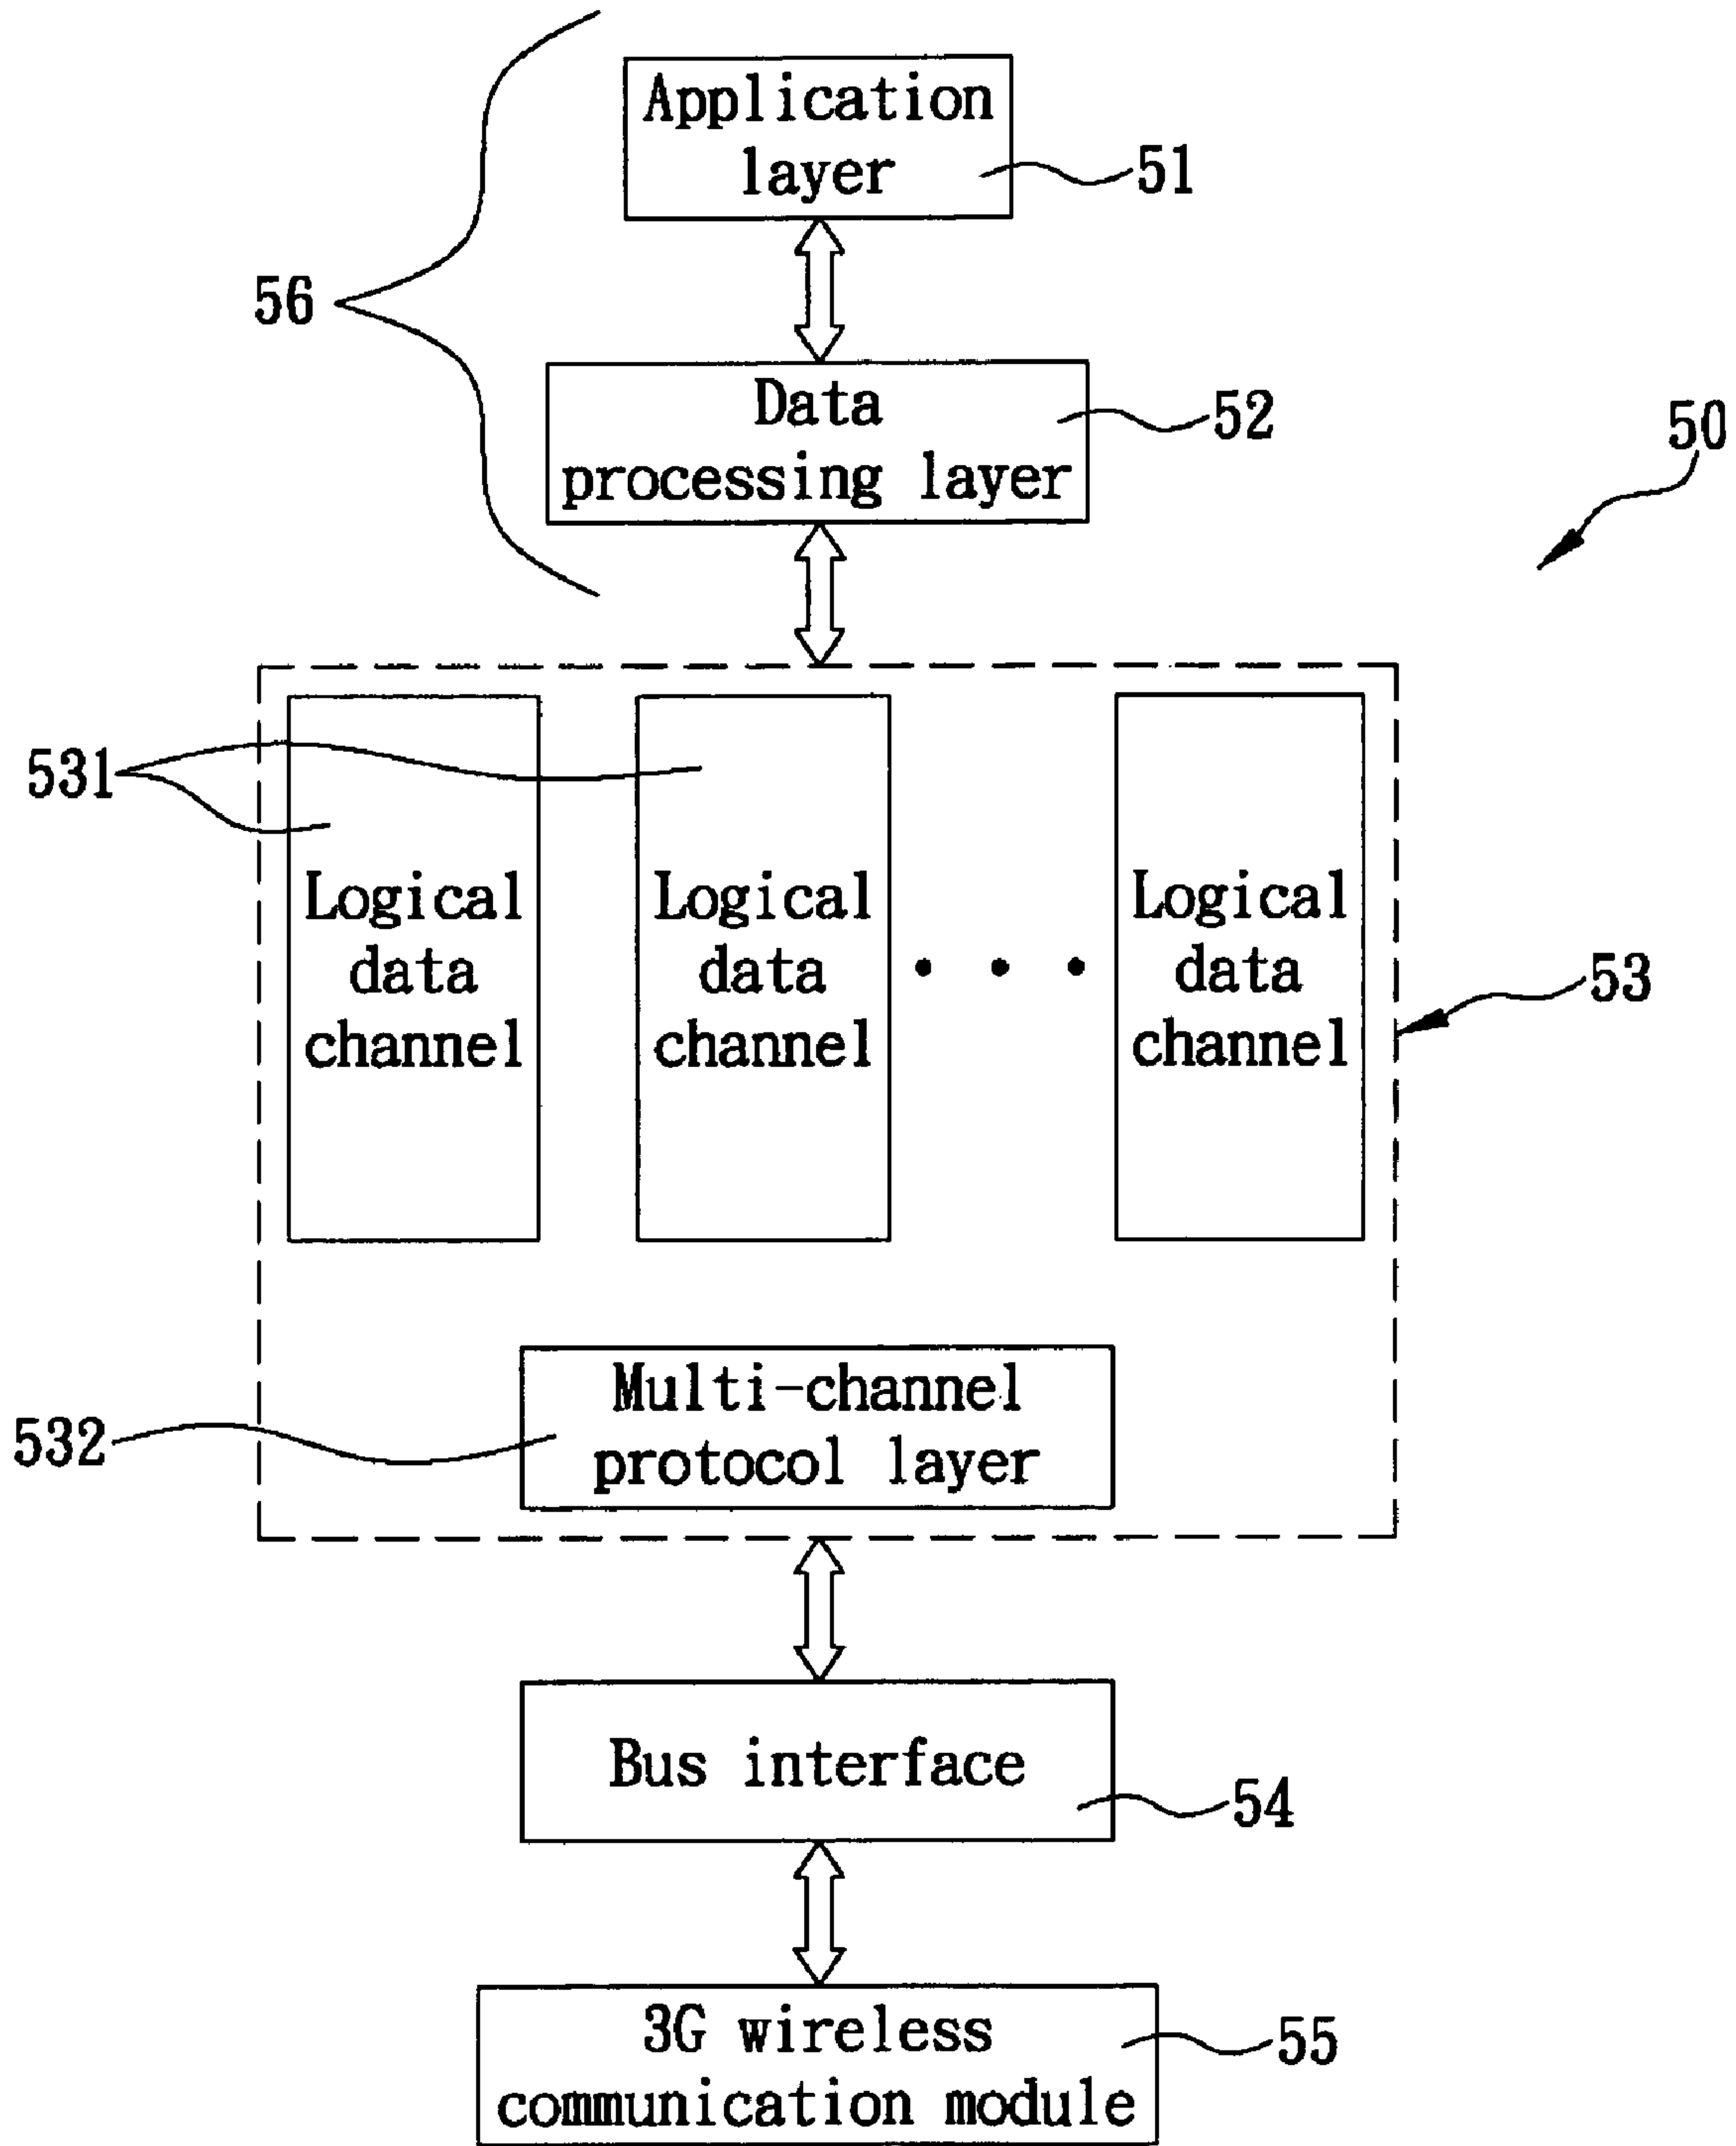 Application
layer
51
56
Data
processing layer
52
50
531
Logical
data
channel
Logical
data
channel
• • •
Logical
data
channel
53
Multi-channel
protocol layer
532
Bus interface
54
3G wireless
communication module
55